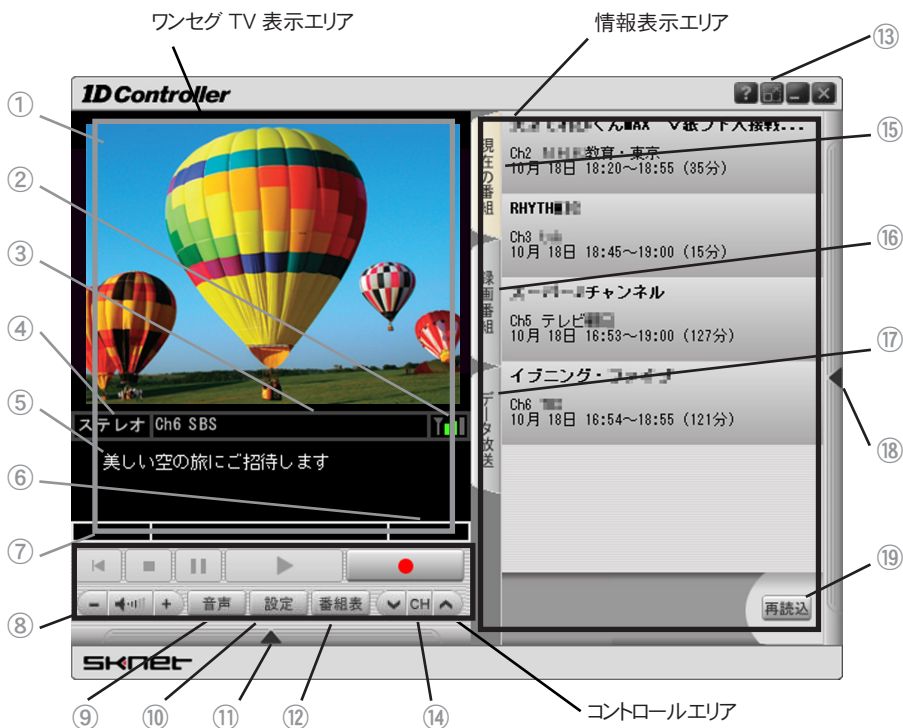 ワンセグ TV 表示エリア
情報表示エリア
⑬
1D Controller
?
①
②
③
④
⑤
⑥
⑦
⑧
ステレオ Ch6 SBS
美しい空の旅にご招待します
- +
音声
設定
番組表
CH
SKNET
⑨
⑩
⑪
⑫
⑭
コントロールエリア
現在の番組
録画番組
データ放送
くん MAX
Ch2 教育・東京
10月 18日 18:20～18:55 (35分)
RHYTH
Ch3
10月 18日 18:45～19:00 (15分)
チャンネル
Ch5 テレビ
10月 18日 16:53～19:00 (127分)
イブニング・
Ch6
10月 18日 16:54～18:55 (121分)
再読込
⑮
⑯
⑰
⑱
⑲